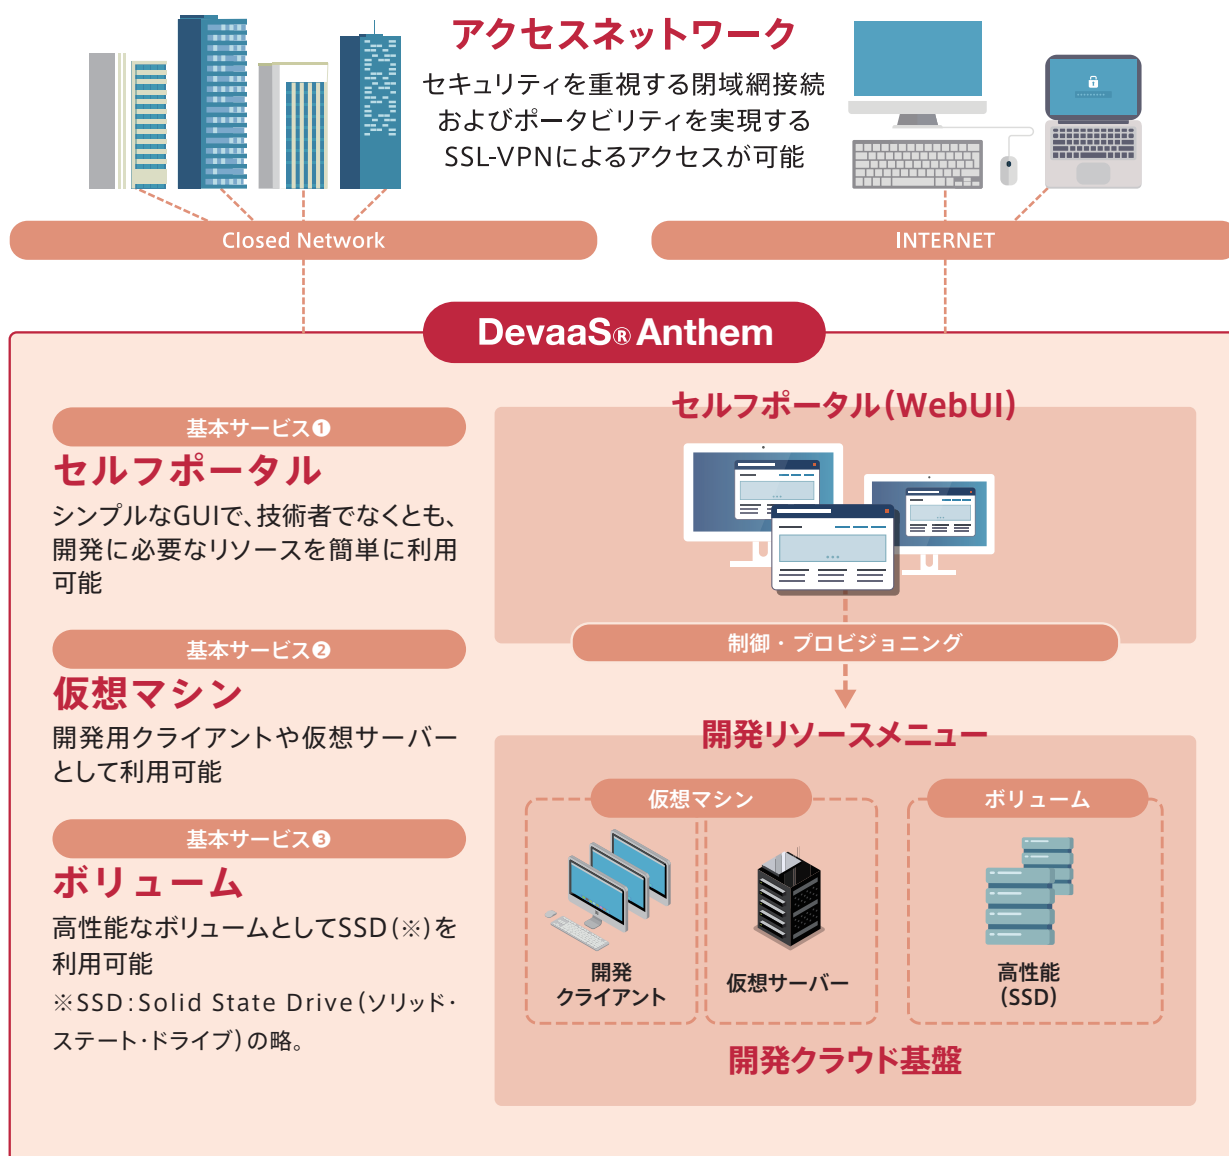 アクセスネットワーク
セキュリティを重視する閉域網接続
およびポータビリティを実現する
SSL-VPNによるアクセスが可能
Closed Network
INTERNET
DevaaS® Anthem
基本サービス❶
セルフポータル
シンプルなGUIで、技術者でなくとも、
開発に必要なリソースを簡単に利用
可能
基本サービス❷
仮想マシン
開発用クライアントや仮想サーバー
として利用可能
基本サービス❸
ボリューム
高性能なボリュームとしてSSD(※)を
利用可能
※SSD:Solid State Drive(ソリッド・
ステート・ドライブ)の略。
セルフポータル(WebUI)
制御・プロビジョニング
開発リソースメニュー
仮想マシン
ボリューム
開発
クライアント
仮想サーバー
高性能
(SSD)
開発クラウド基盤